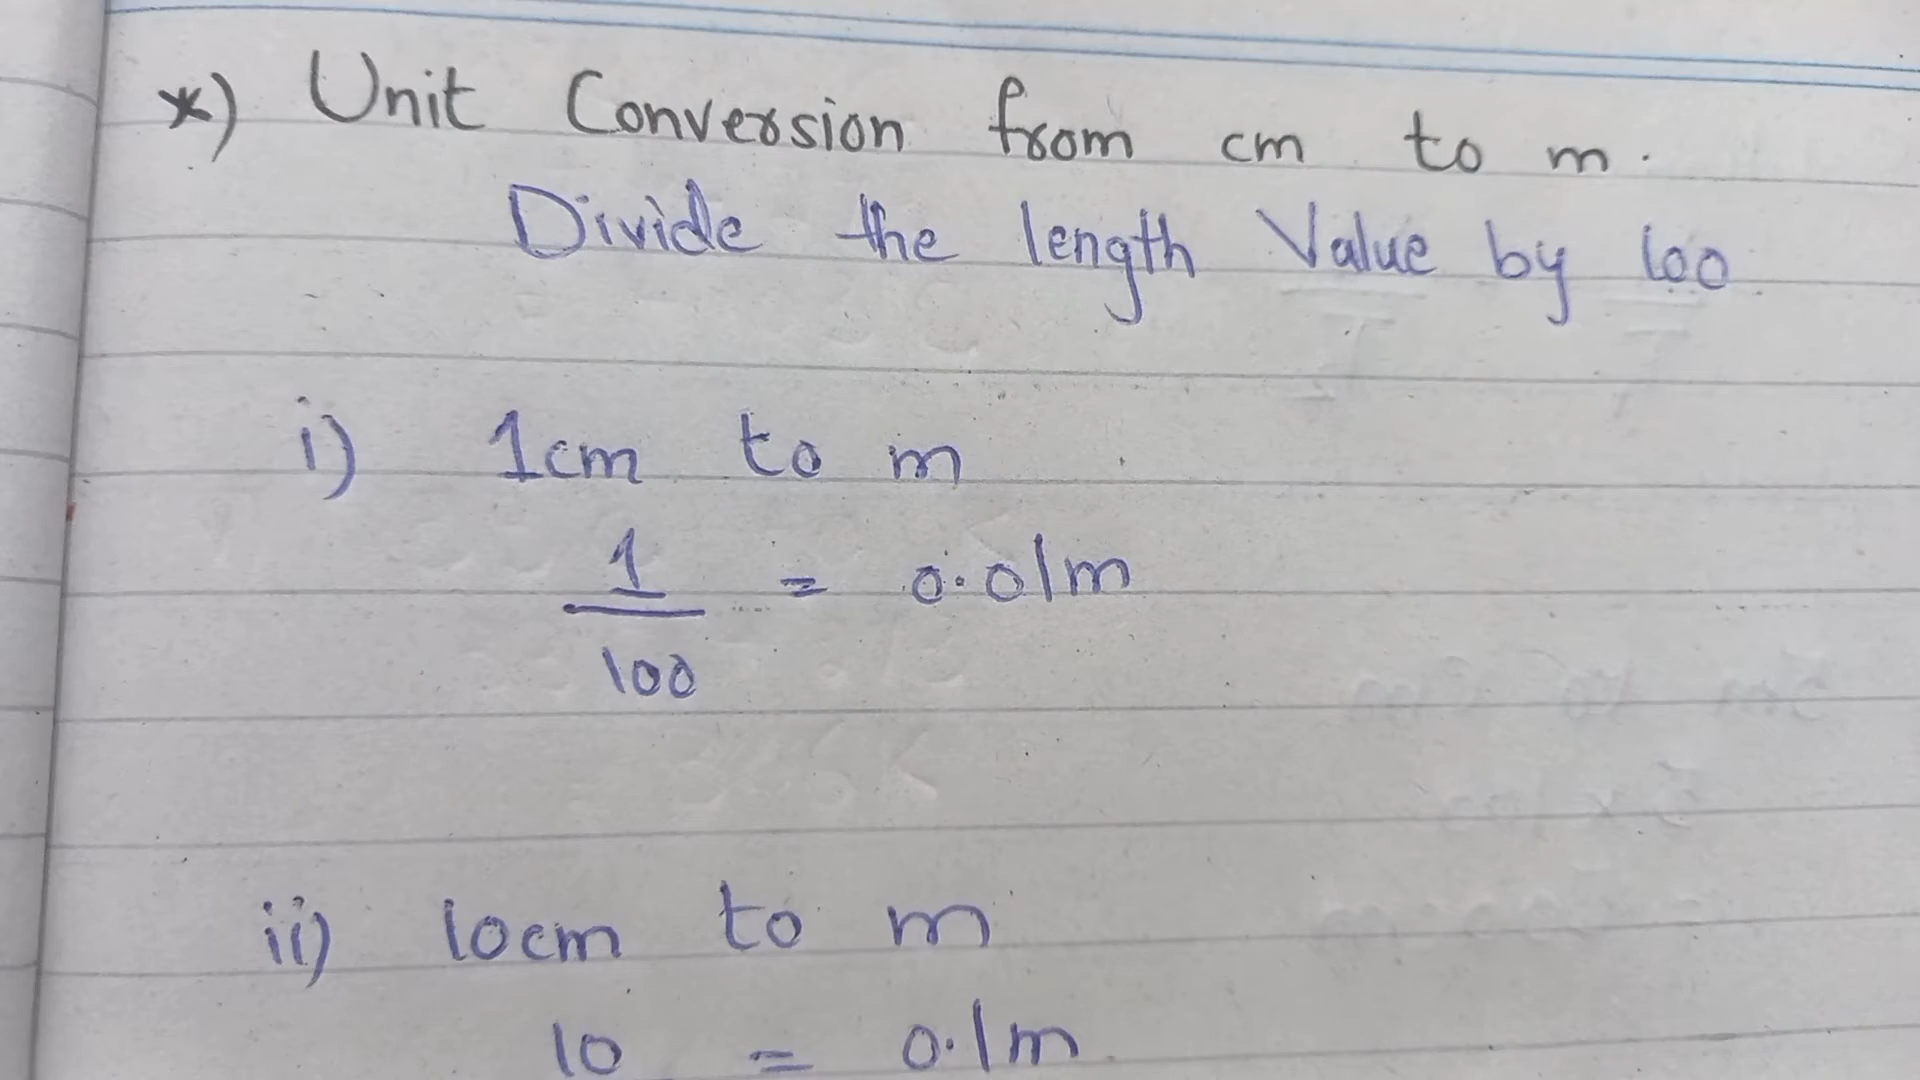 *) Unit Conversion from cm to m.
Divide the length Value by 100
i) 1cm to m
1
100
= 0.01m
ii) 10cm to m
10 = 0.1m